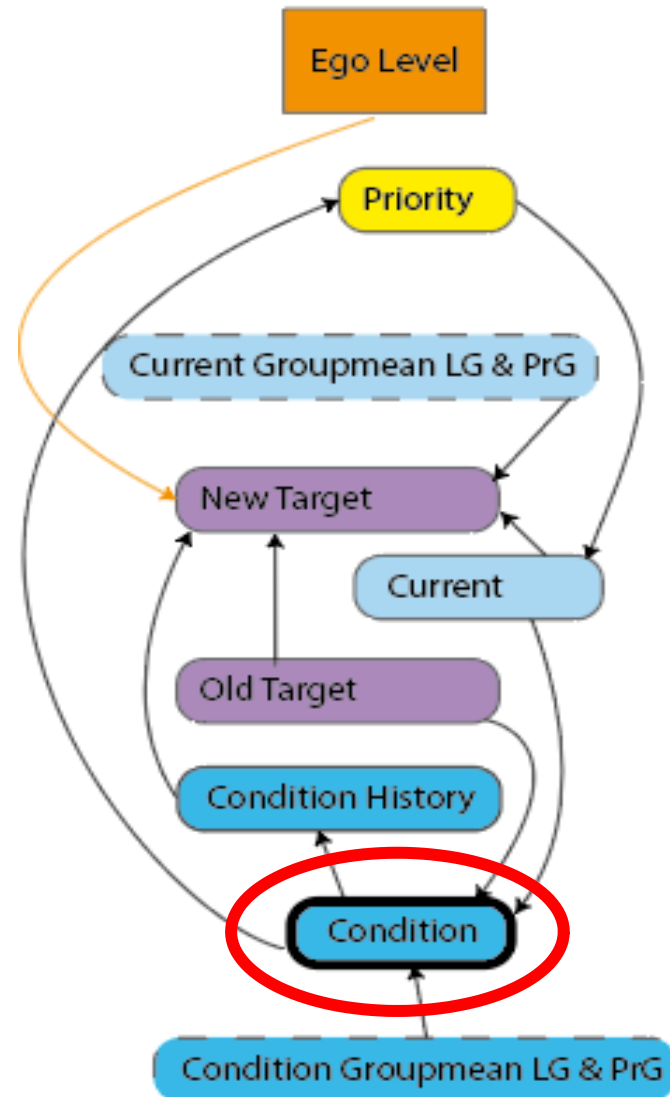 Ego Level
Priority
Current Groupmean LG & PrG
New Target
Current
Old Target
Condition History
Condition
Condition Groupmean LG & PrG